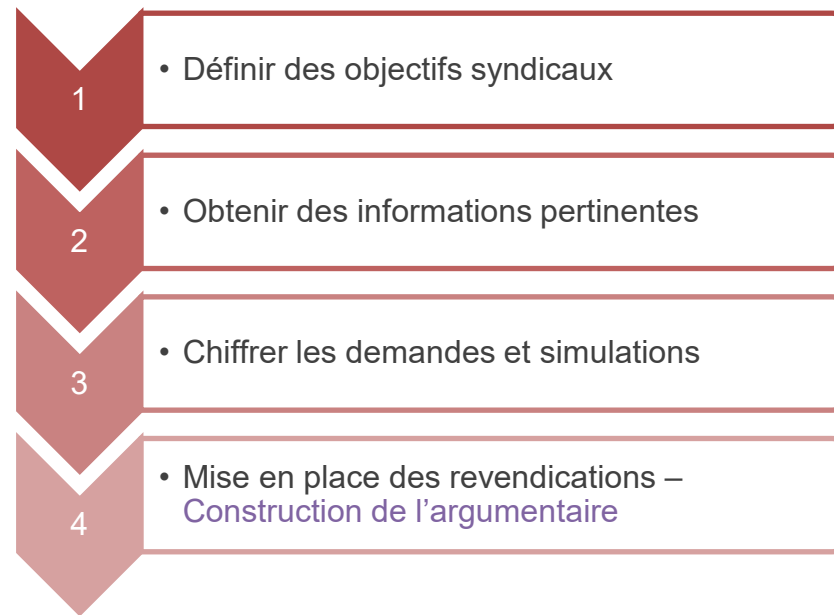 1
• Définir des objectifs syndicaux
2
• Obtenir des informations pertinentes
3
• Chiffrer les demandes et simulations
4
• Mise en place des revendications –
Construction de l’argumentaire